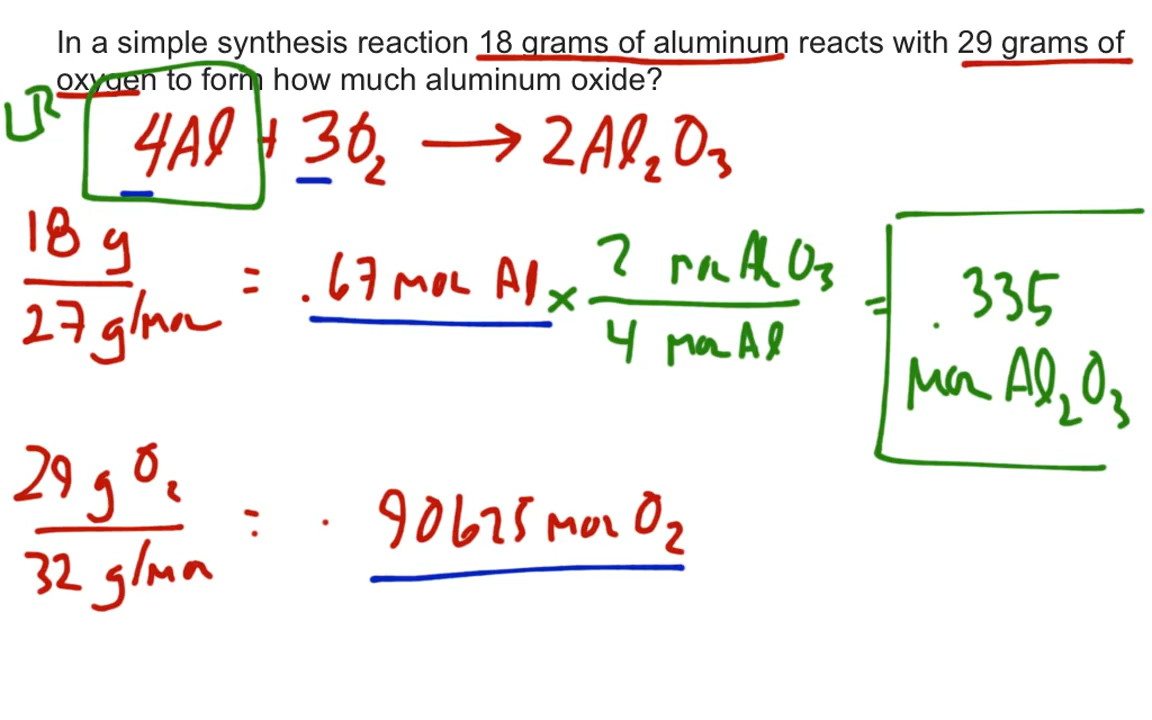 In a simple synthesis reaction 18 grams of aluminum reacts with 29 grams of
oxygen to form how much aluminum oxide?
LR 4Al + 3O₂ → 2Al₂O₃
18 g
27 g/mol
= .67 mol Al ×
2 mol Al O₃
4 mol Al
= .335
mol Al₂O₃
29 g O₂
32 g/mol
= .90625 mol O₂